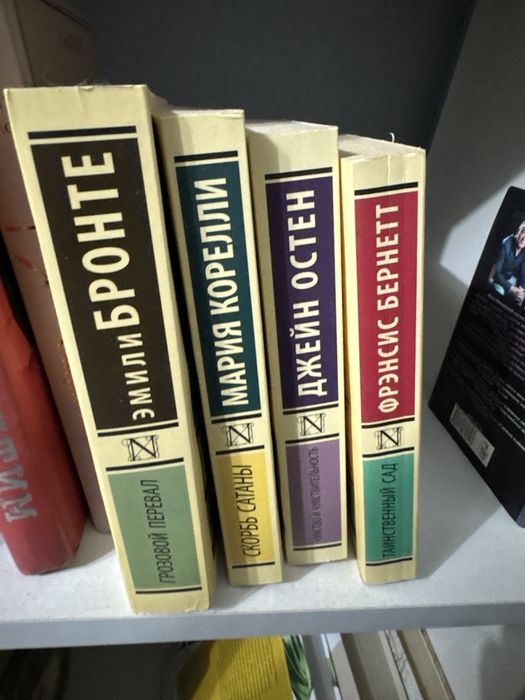 ЭМИЛИ БРОНТЕ
ГРОЗОВОЙ ПЕРЕВАЛ
МАРИЯ КОРЕЛЛИ
СКОРБЬ САТАНЫ
ДЖЕЙН ОСТЕН
ЧУВСТВО И ЧУВСТВИТЕЛЬНОСТЬ
ФРЭНСИС БЕРНЕТТ
ТАИНСТВЕННЫЙ САД